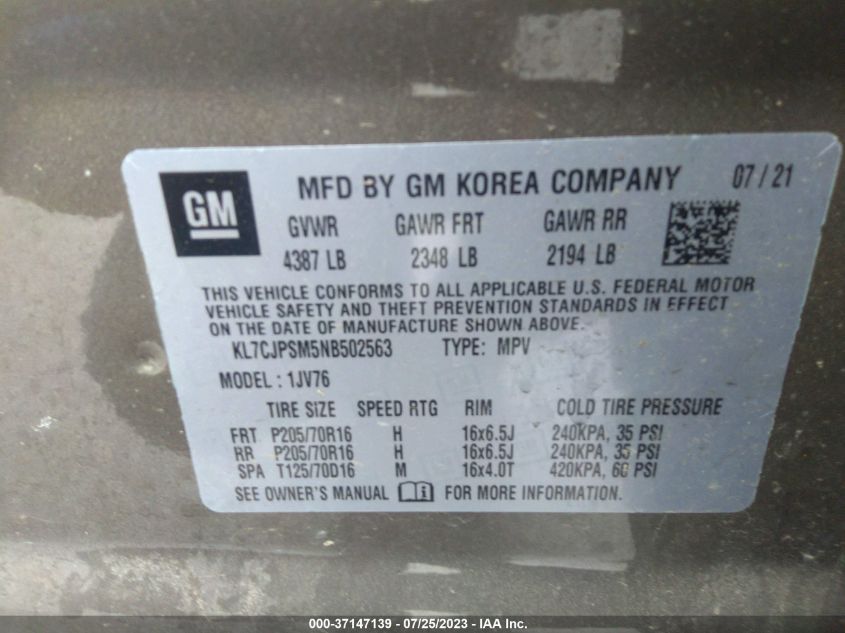 GM
MFD BY GM KOREA COMPANY 07/21
GVWR GAWR FRT GAWR RR
4387 LB 2348 LB 2194 LB
THIS VEHICLE CONFORMS TO ALL APPLICABLE U.S. FEDERAL MOTOR
VEHICLE SAFETY AND THEFT PREVENTION STANDARDS IN EFFECT
ON THE DATE OF MANUFACTURE SHOWN ABOVE.
KL7CJPSM5NB502563 TYPE: MPV
MODEL: 1JV76
TIRE SIZE SPEED RTG RIM COLD TIRE PRESSURE
FRT P205/70R16 H 16x6.5J 240KPA, 35 PSI
RR P205/70R16 H 16x6.5J 240KPA, 35 PSI
SPA T125/70D16 M 16x4.0T 420KPA, 60 PSI
SEE OWNER'S MANUAL FOR MORE INFORMATION.
000-37147139 - 07/25/2023 - IAA Inc.